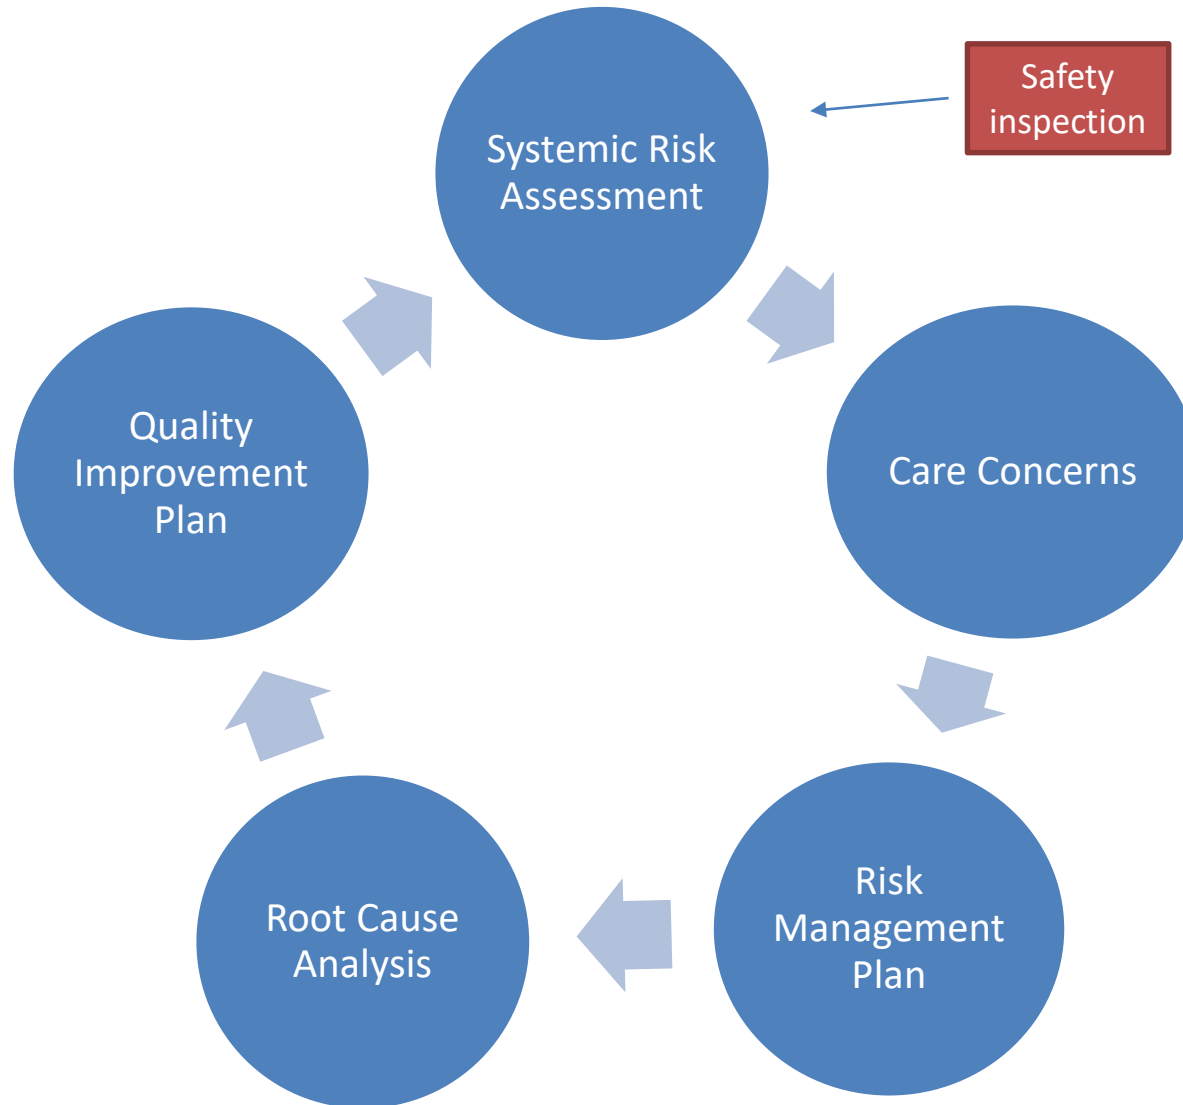 Safety
inspection
Systemic Risk
Assessment
Care Concerns
Risk
Management
Plan
Root Cause
Analysis
Quality
Improvement
Plan